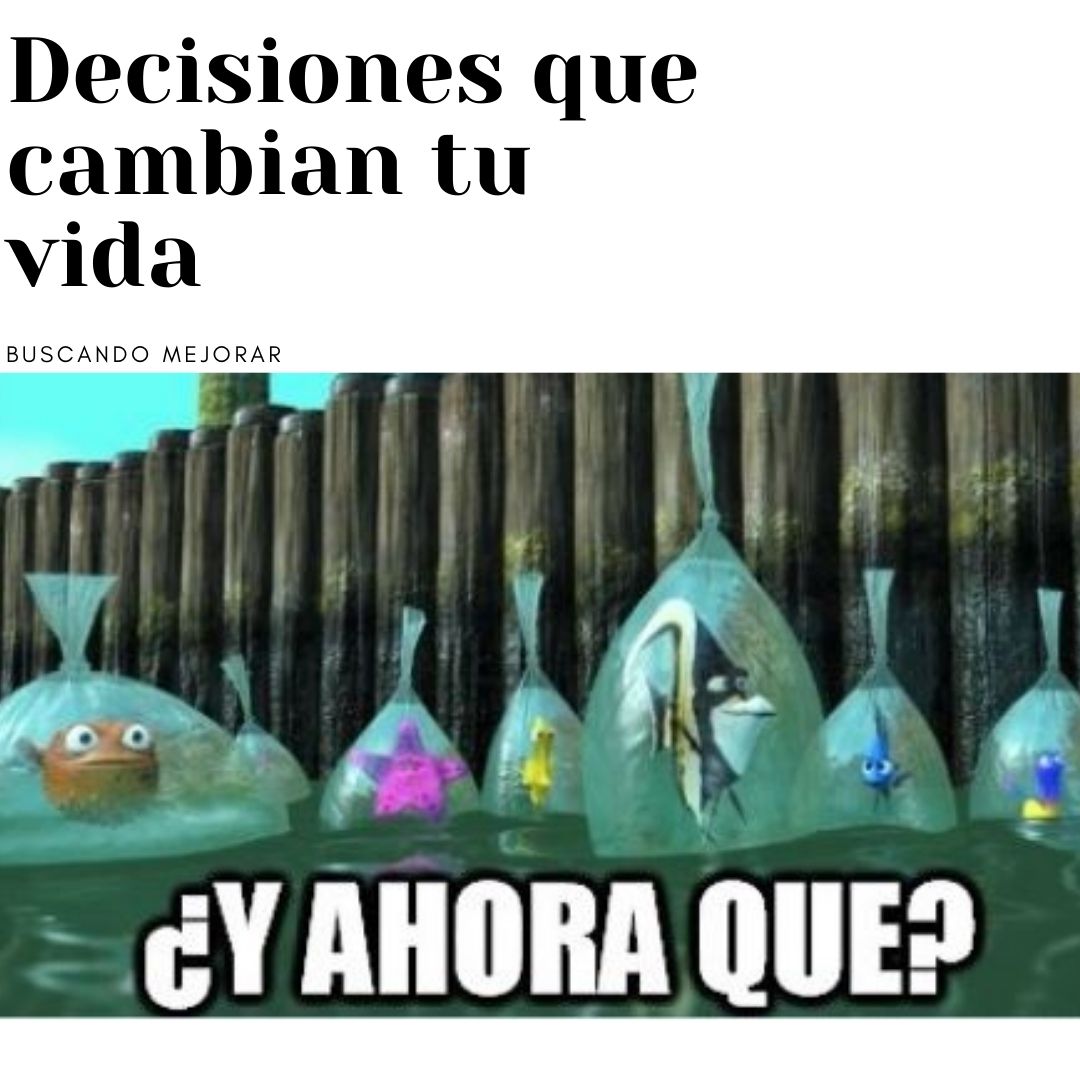 Decisiones que
cambian tu
vida
BUSCANDO MEJORAR
¿Y AHORA QUE?